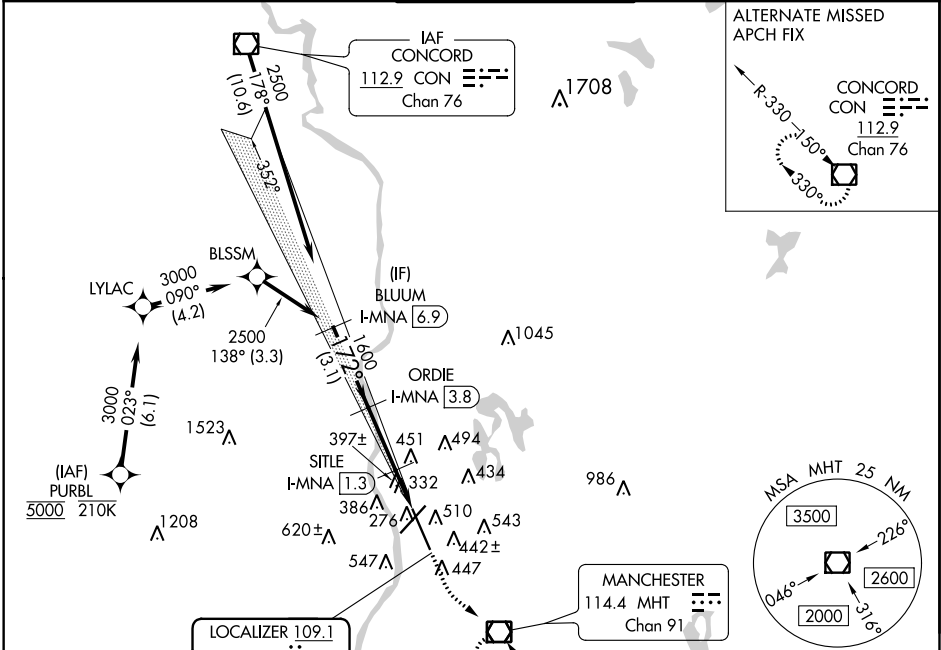 IAF
CONCORD
112.9 CON
Chan 76
2500
178°
(10.6)
1708
ALTERNATE MISSED
APCH FIX
CONCORD
CON
112.9
Chan 76
R-330
150°
330°
352°
BLSSM
LYLAC
3000
090°
(4.2)
(IF)
BLUUM
I-MNA 6.9
2500
138° (3.3)
1600
172°
(3.1)
1045
ORDIE
I-MNA 3.8
3000
023°
(6.1)
1523
397±
451
494
SITLE
I-MNA 1.3
332
434
986
(IAF)
PURBL
5000 210K
386
276
510
1208
620±
543
442±
547
447
MSA MHT 25 NM
3500
226°
046°
2600
2000
316°
MANCHESTER
114.4 MHT
Chan 91
LOCALIZER 109.1